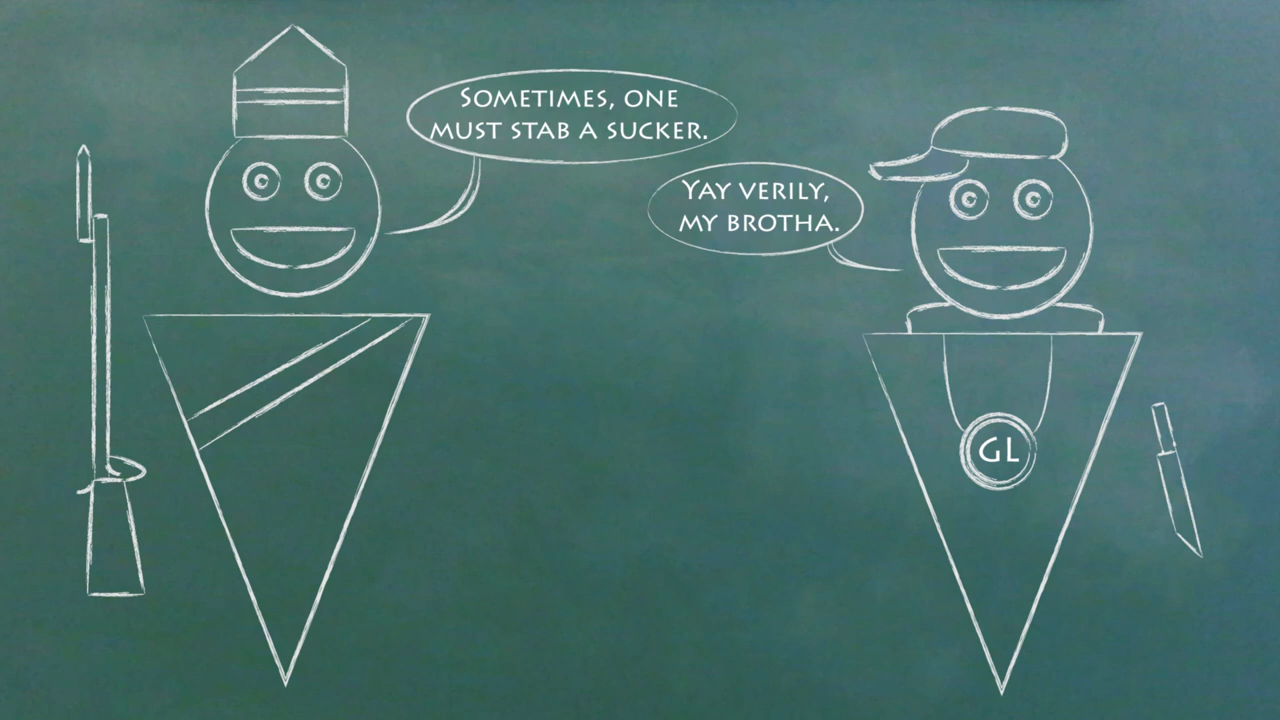 Sometimes, one
must stab a sucker.
Yay verily,
my brotha.
GL